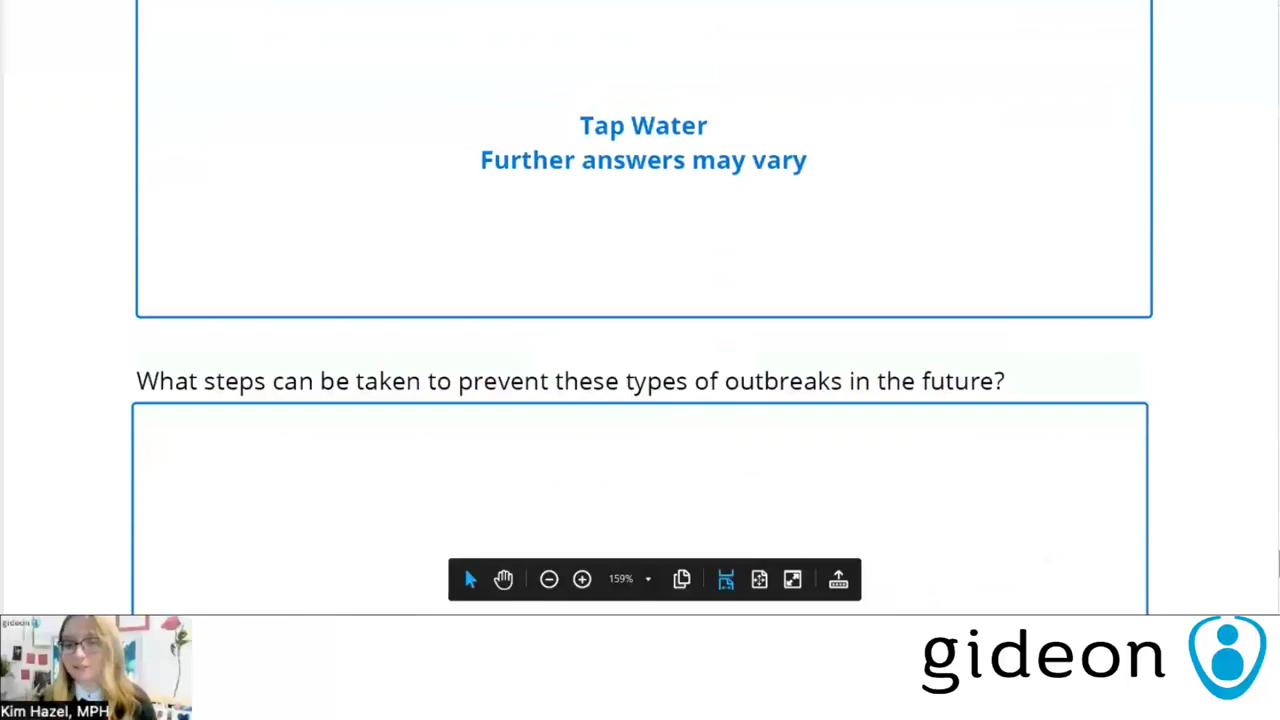 Tap Water
Further answers may vary
What steps can be taken to prevent these types of outbreaks in the future?
159%
gideon
Kim Hazel, MPH
gideon